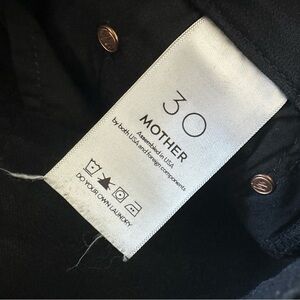 30
MOTHER
Assembled in USA
by both USA and foreign components
DO YOUR OWN LAUNDRY